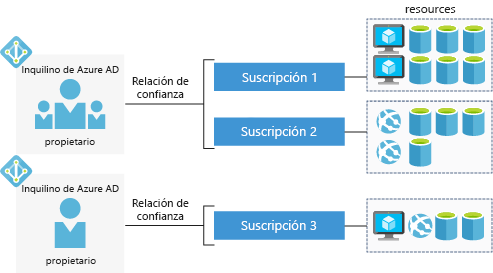 resources
Inquilino de Azure AD
propietario
Relación de
confianza
Suscripción 1
Suscripción 2
Inquilino de Azure AD
propietario
Relación de
confianza
Suscripción 3